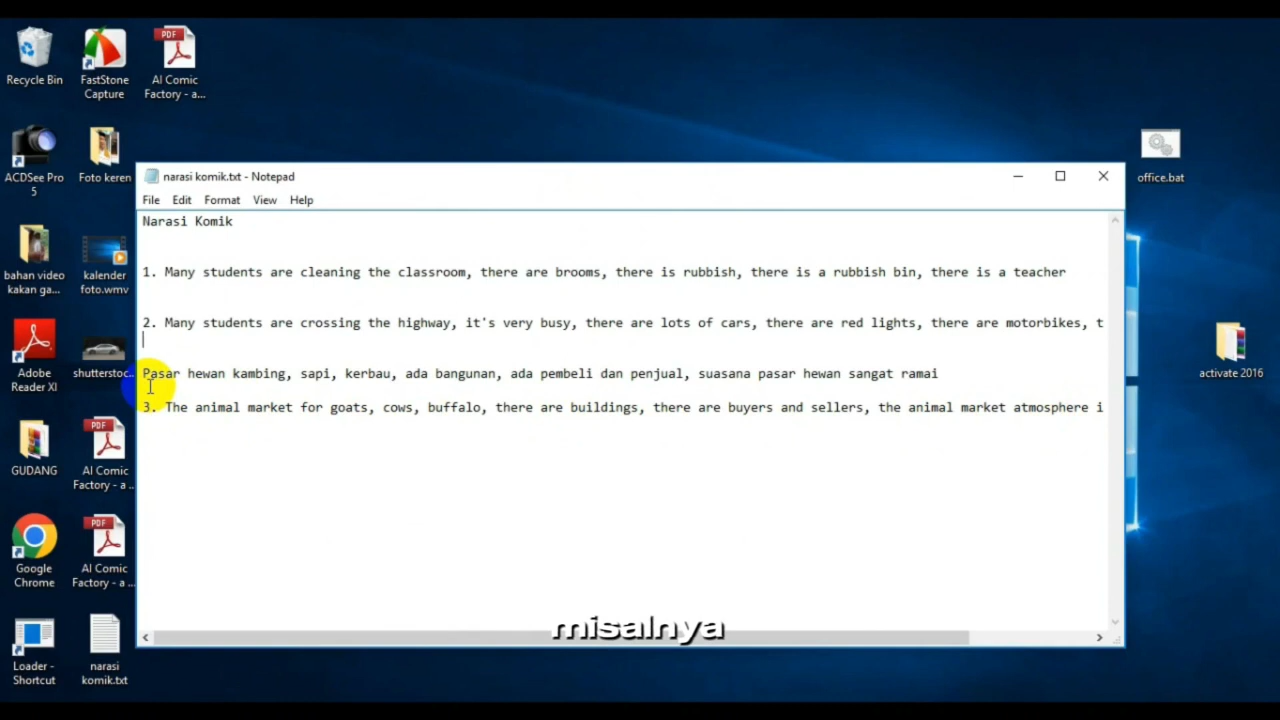 Recycle Bin
FastStone
Capture
AI Comic
Factory - a...
ACDSee Pro
5
Foto keren
office.bat
narasi komik.txt - Notepad
File Edit Format View Help
Narasi Komik
1. Many students are cleaning the classroom, there are brooms, there is rubbish, there is a rubbish bin, there is a teacher
2. Many students are crossing the highway, it's very busy, there are lots of cars, there are red lights, there are motorbikes, t
Pasar hewan kambing, sapi, kerbau, ada bangunan, ada pembeli dan penjual, suasana pasar hewan sangat ramai
3. The animal market for goats, cows, buffalo, there are buildings, there are buyers and sellers, the animal market atmosphere i
bahan video
kakan ga...
kalender
foto.wmv
Adobe
Reader XI
shutterstoc...
activate 2016
GUDANG
PDF
AI Comic
Factory - a ...
Google
Chrome
PDF
AI Comic
Factory - a ...
Loader -
Shortcut
narasi
komik.txt
PDF
misalnya